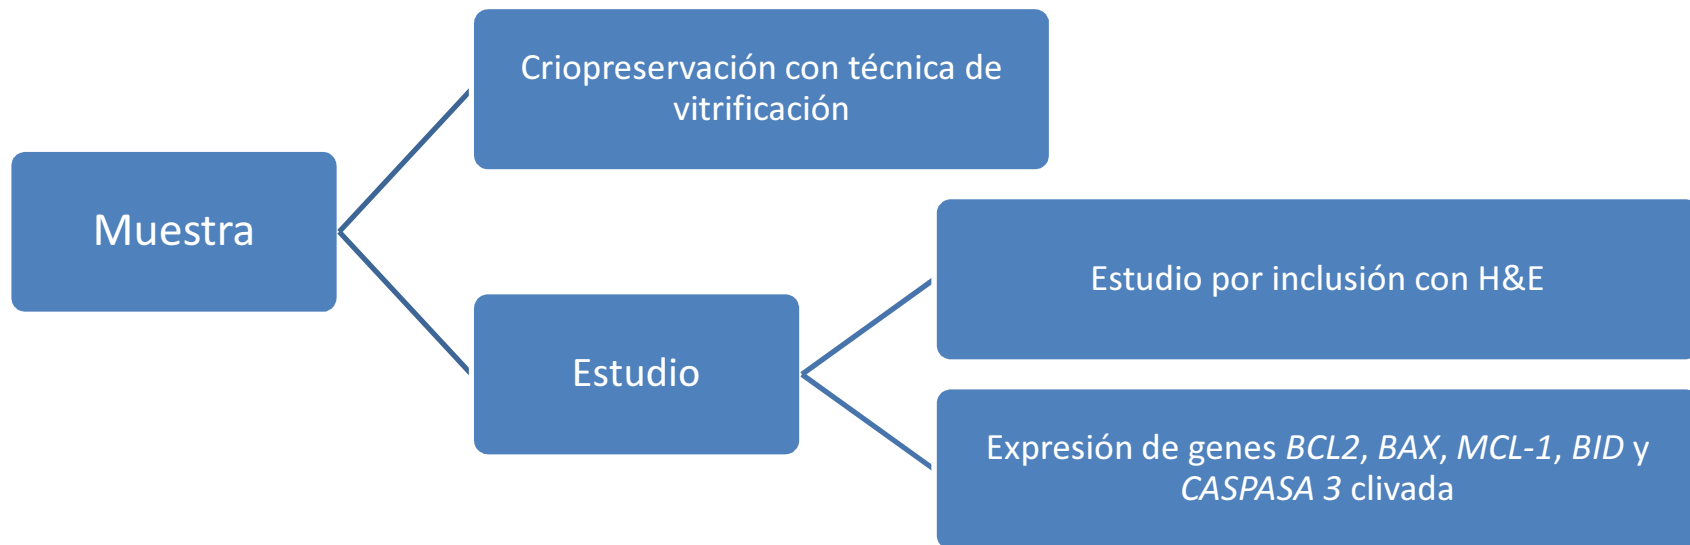 Criopreservación con técnica de
vitrificación
Muestra
Estudio por inclusión con H&E
Estudio
Expresión de genes BCL2, BAX, MCL-1, BID y
CASPASA 3 clivada